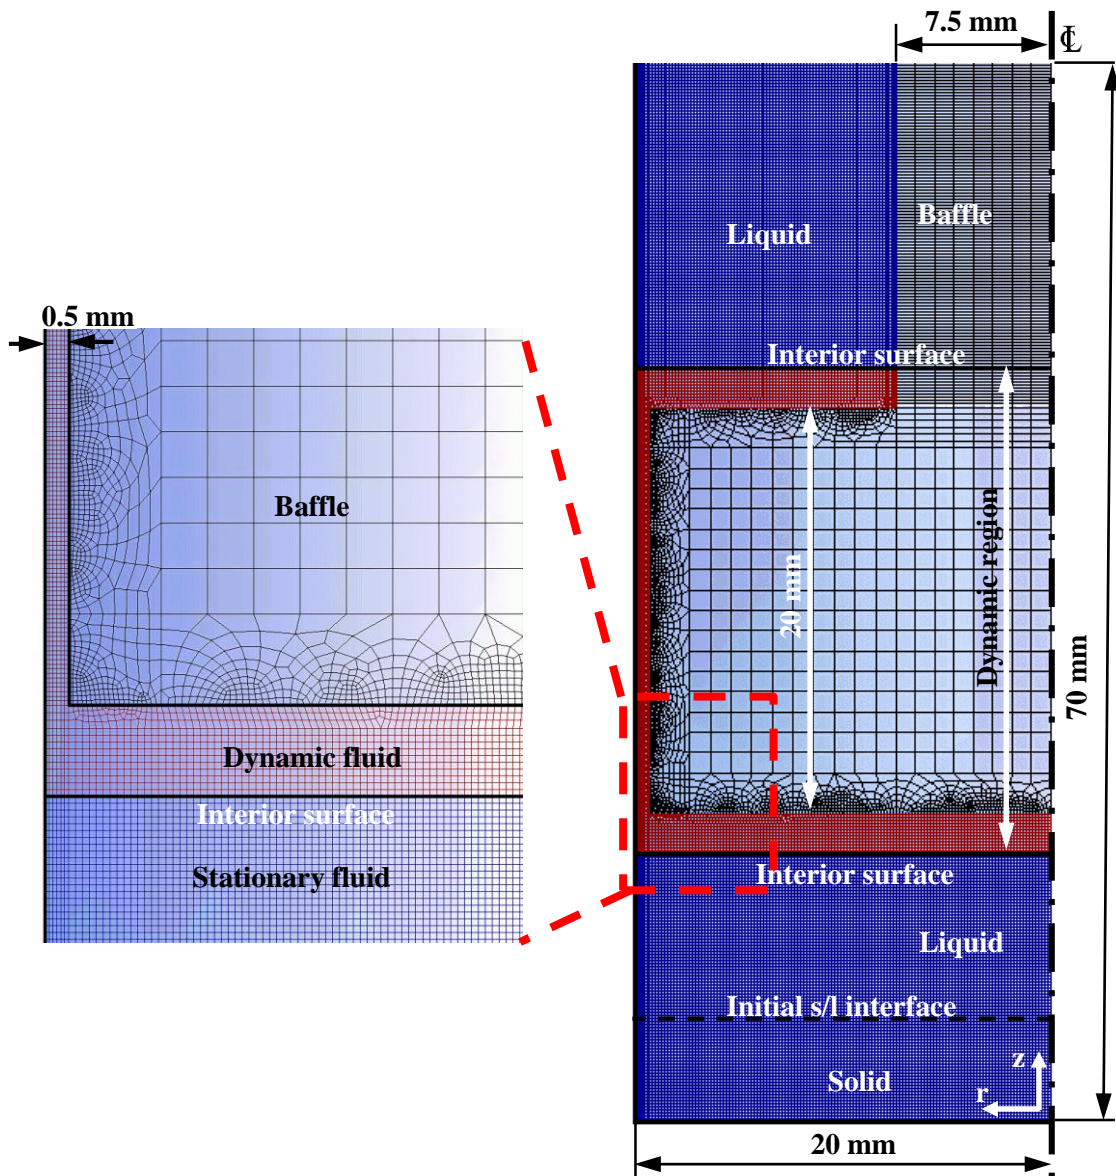 7.5 mm
℄
Baffle
Liquid
0.5 mm
Interior surface
Baffle
20 mm
Dynamic region
70 mm
Dynamic fluid
Interior surface
Stationary fluid
Interior surface
Liquid
Initial s/l interface
z
Solid
r
20 mm